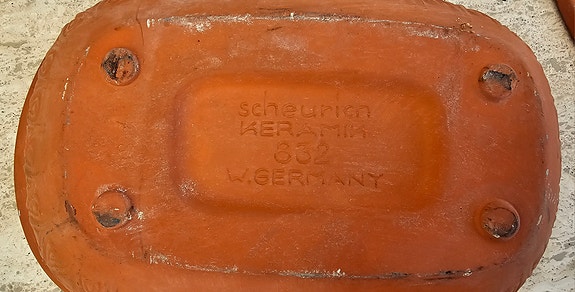 scheurich
KERAMIK
832
W.GERMANY